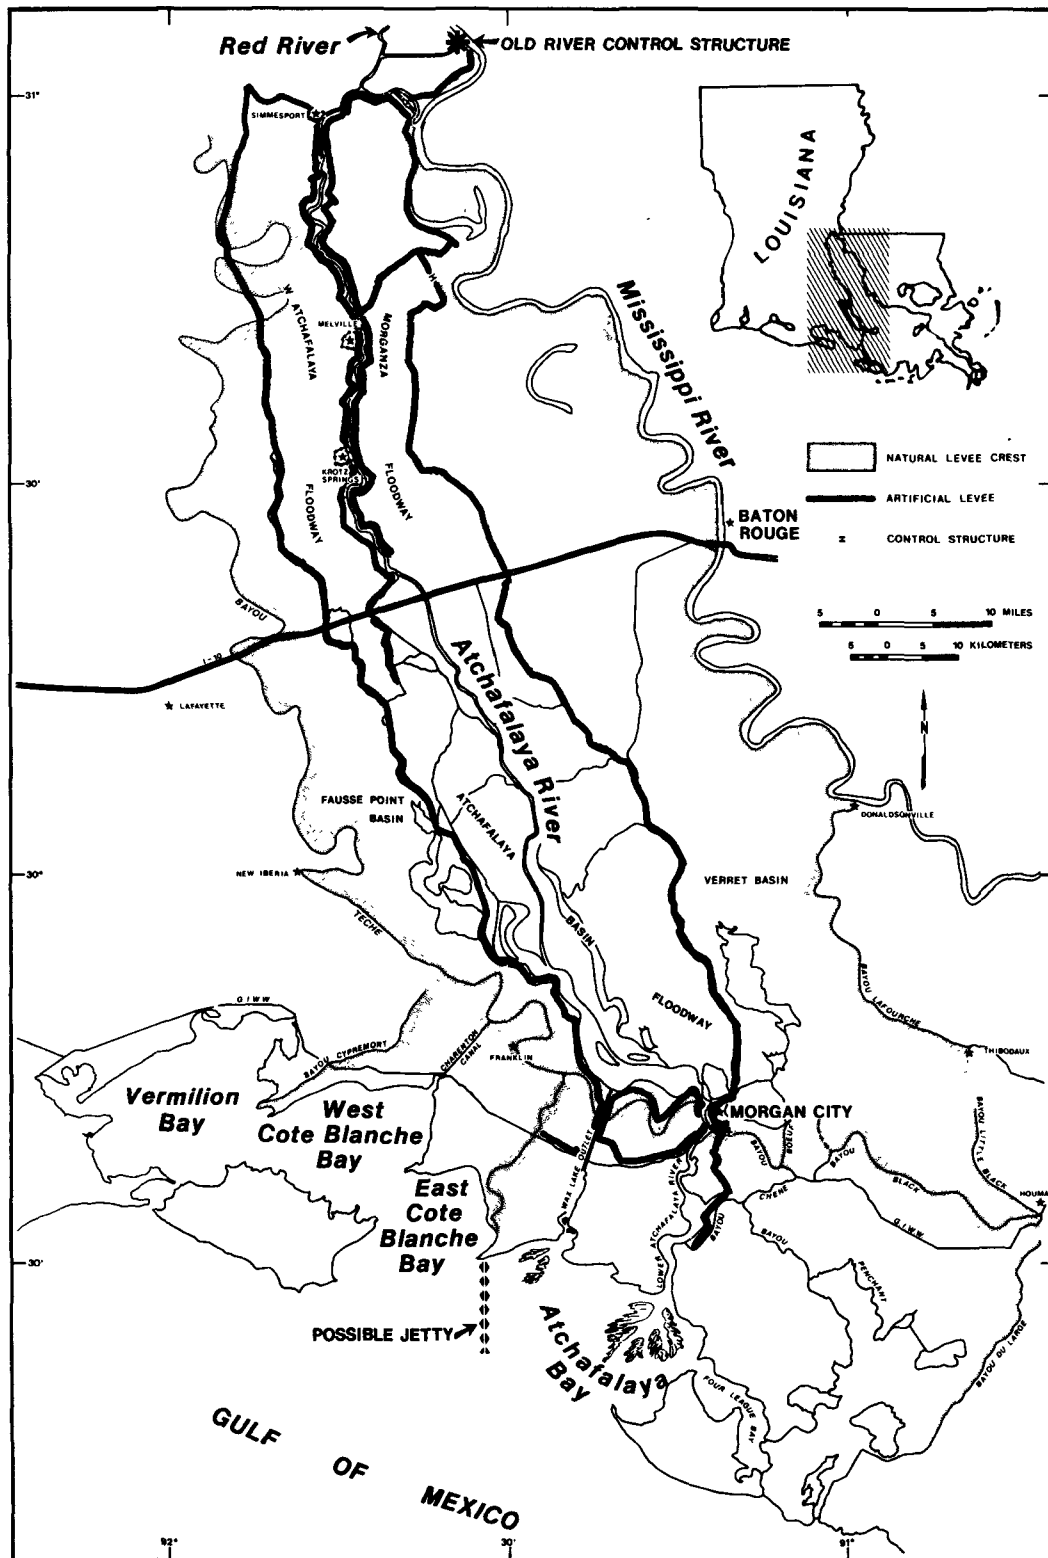 Red River
OLD RIVER CONTROL STRUCTURE
31°
SIMMESPORT
LOUISIANA
W. ATCHAFALAYA
MELVILLE
MORGANZA
Mississippi River
NATURAL LEVEE CREST
30'
KROTZ
SPRINGS
FLOODWAY
FLOODWAY
ARTIFICIAL LEVEE
BATON
ROUGE
CONTROL STRUCTURE
BAYOU
5 0 5 10 MILES
5 0 5 10 KILOMETERS
I-10
LAFAYETTE
Atchafalaya River
N
FAUSSE POINT
BASIN
ATCHAFALAYA
DONALDSONVILLE
30°
NEW IBERIA
VERRET BASIN
TECHE
BASIN
BAYOU LAFOURCHE
GIWW
FLOODWAY
BAYOU CYPREMORT
CHARENTON
CANAL
FRANKLIN
THIBODAUX
Vermilion
Bay
West
Cote Blanche
Bay
MORGAN CITY
WAX LAKE OUTLET
BAYOU
BOEUF
BAYOU
BLACK
BAYOU LITTLE BLACK
East
Cote
Blanche
Bay
LOWER ATCHAFALAYA RIVER
BAYOU
CHENE
HOUMA
GIWW
BAYOU
PENCHANT
30'
POSSIBLE JETTY
Atchafalaya
Bay
FOUR LEAGUE BAY
BAYOU DU LARGE
GULF
OF
MEXICO
92°
30'
91°